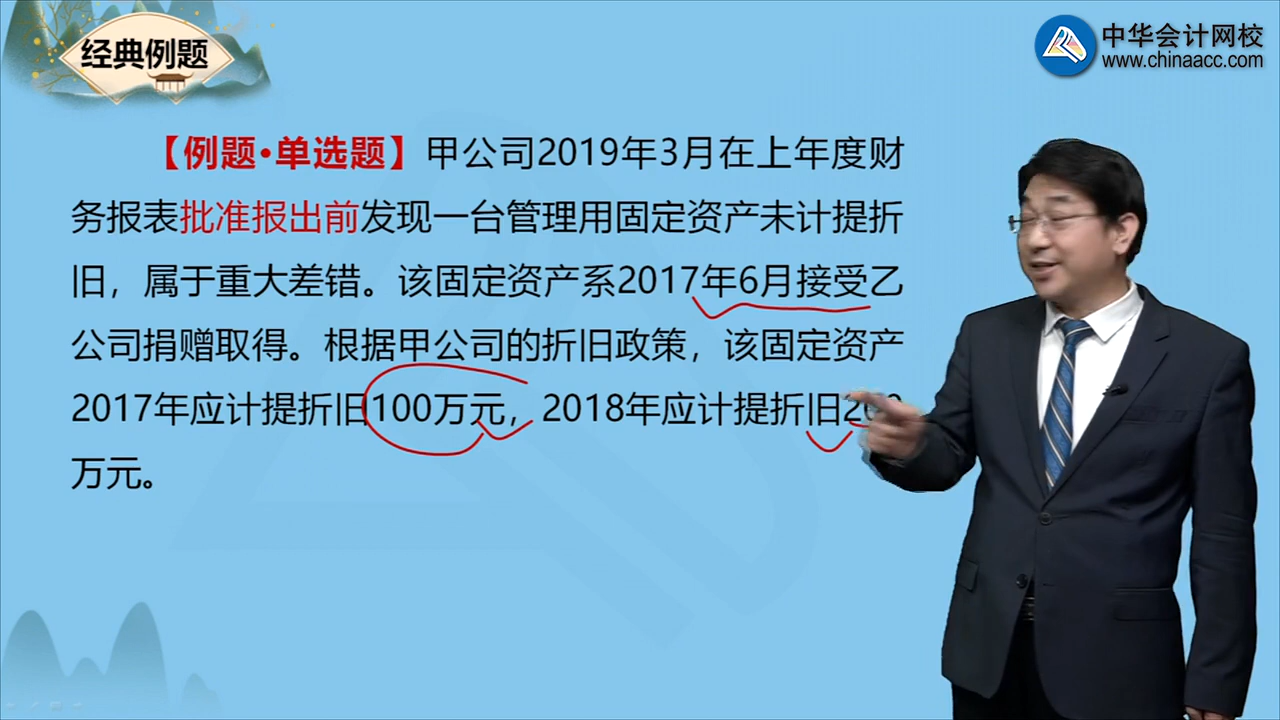 经典例题
中华会计网校
www.chinaacc.com
【例题•单选题】甲公司2019年3月在上年度财
务报表批准报出前发现一台管理用固定资产未计提折
旧，属于重大差错。该固定资产系2017年6月接受乙
公司捐赠取得。根据甲公司的折旧政策，该固定资产
2017年应计提折旧100万元，2018年应计提折旧200
万元。